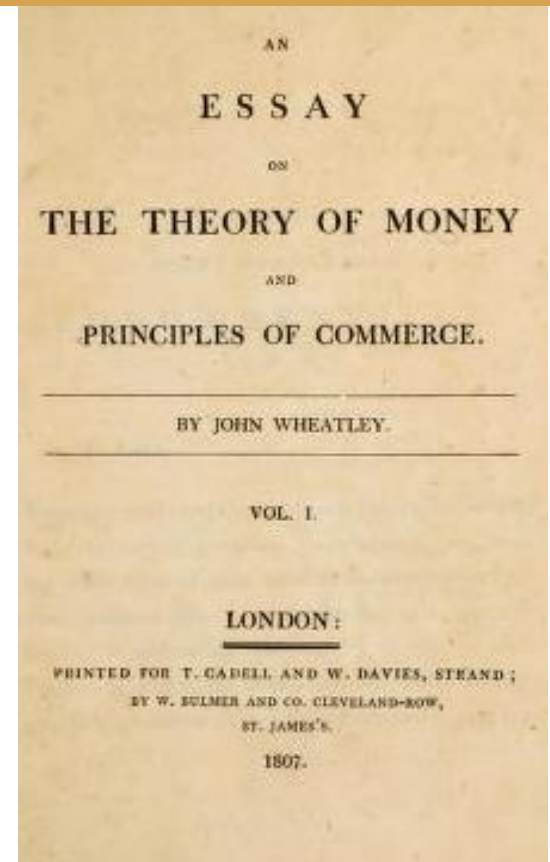 AN
ESSAY
ON
THE THEORY OF MONEY
AND
PRINCIPLES OF COMMERCE.
BY JOHN WHEATLEY.
VOL. I.
LONDON:
PRINTED FOR T. CADELL AND W. DAVIES, STRAND;
BY W. BULMER AND CO. CLEVELAND-ROW,
ST. JAMES'S.
1807.